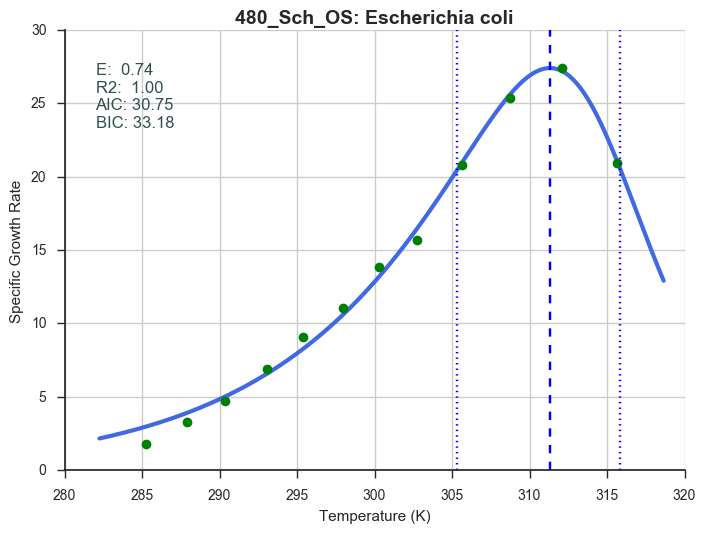 480_Sch_OS: Escherichia coli
30
E:  0.74
R2:  1.00
AIC: 30.75
BIC: 33.18
25
20
15
10
5
0
Specific Growth Rate
280 285 290 295 300 305 310 315 320
Temperature (K)